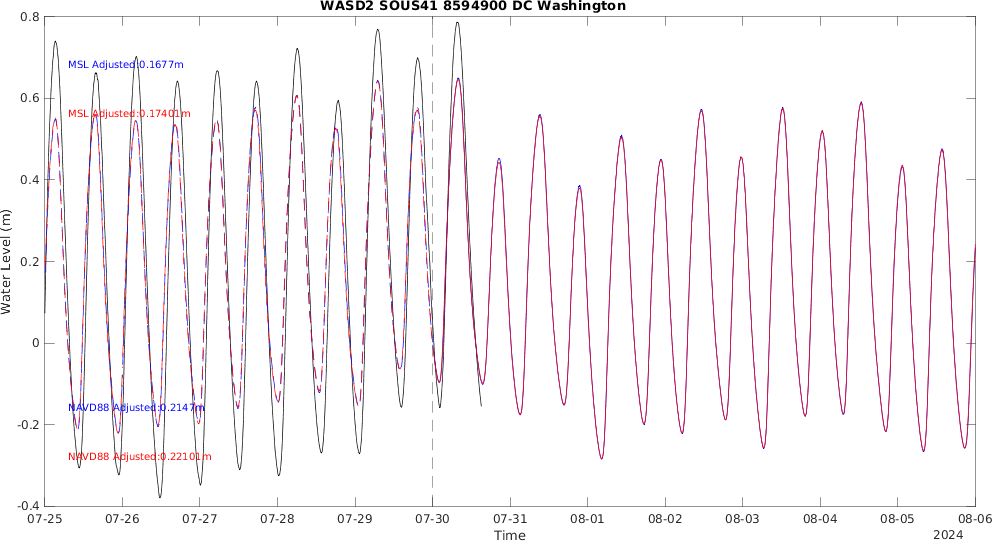 WASD2 SOUS41 8594900 DC Washington
0.8
0.6
0.4
0.2
0
-0.2
-0.4
Water Level (m)
MSL Adjusted:0.1677m
MSL Adjusted:0.17401m
NAVD88 Adjusted:0.2147m
NAVD88 Adjusted:0.22101m
07-25 07-26 07-27 07-28 07-29 07-30 07-31 08-01 08-02 08-03 08-04 08-05 08-06
Time
2024